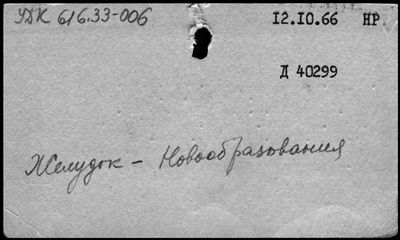 УДК 616.33-006
12.10.66 НР
Д 40299
Желудок - Новообразования